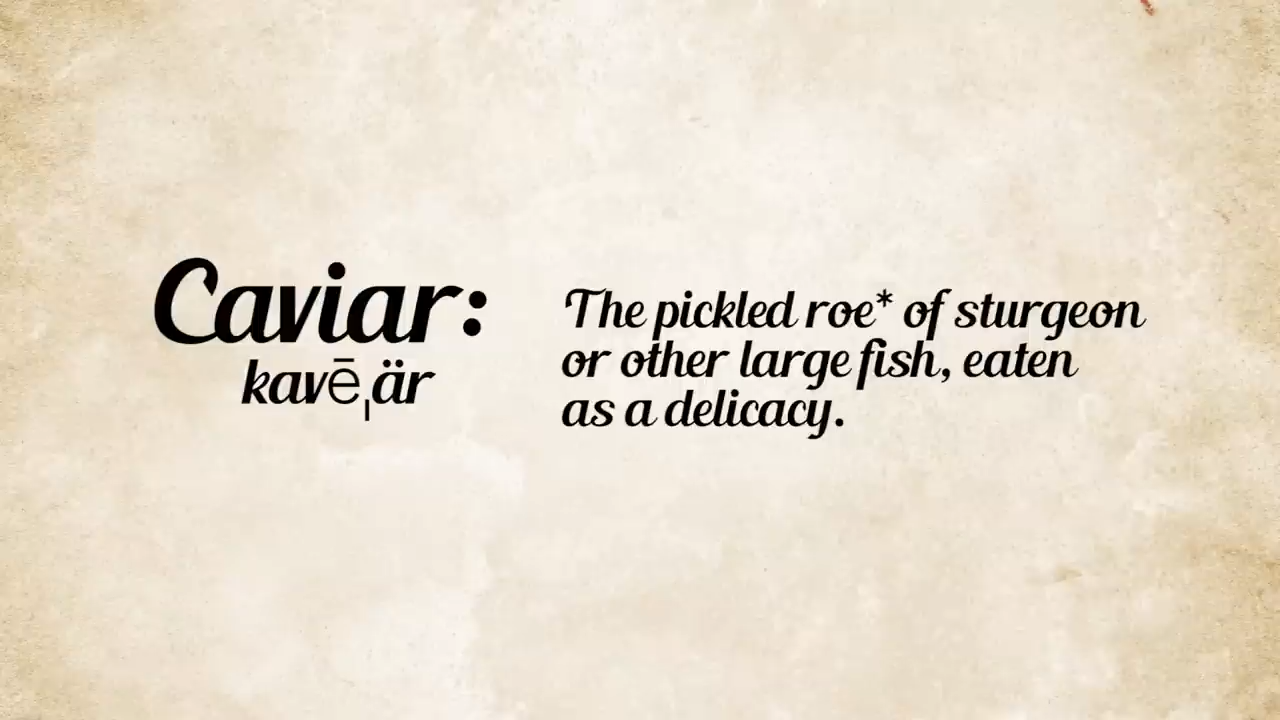 Caviar:
kavēˌär
The pickled roe* of sturgeon
or other large fish, eaten
as a delicacy.